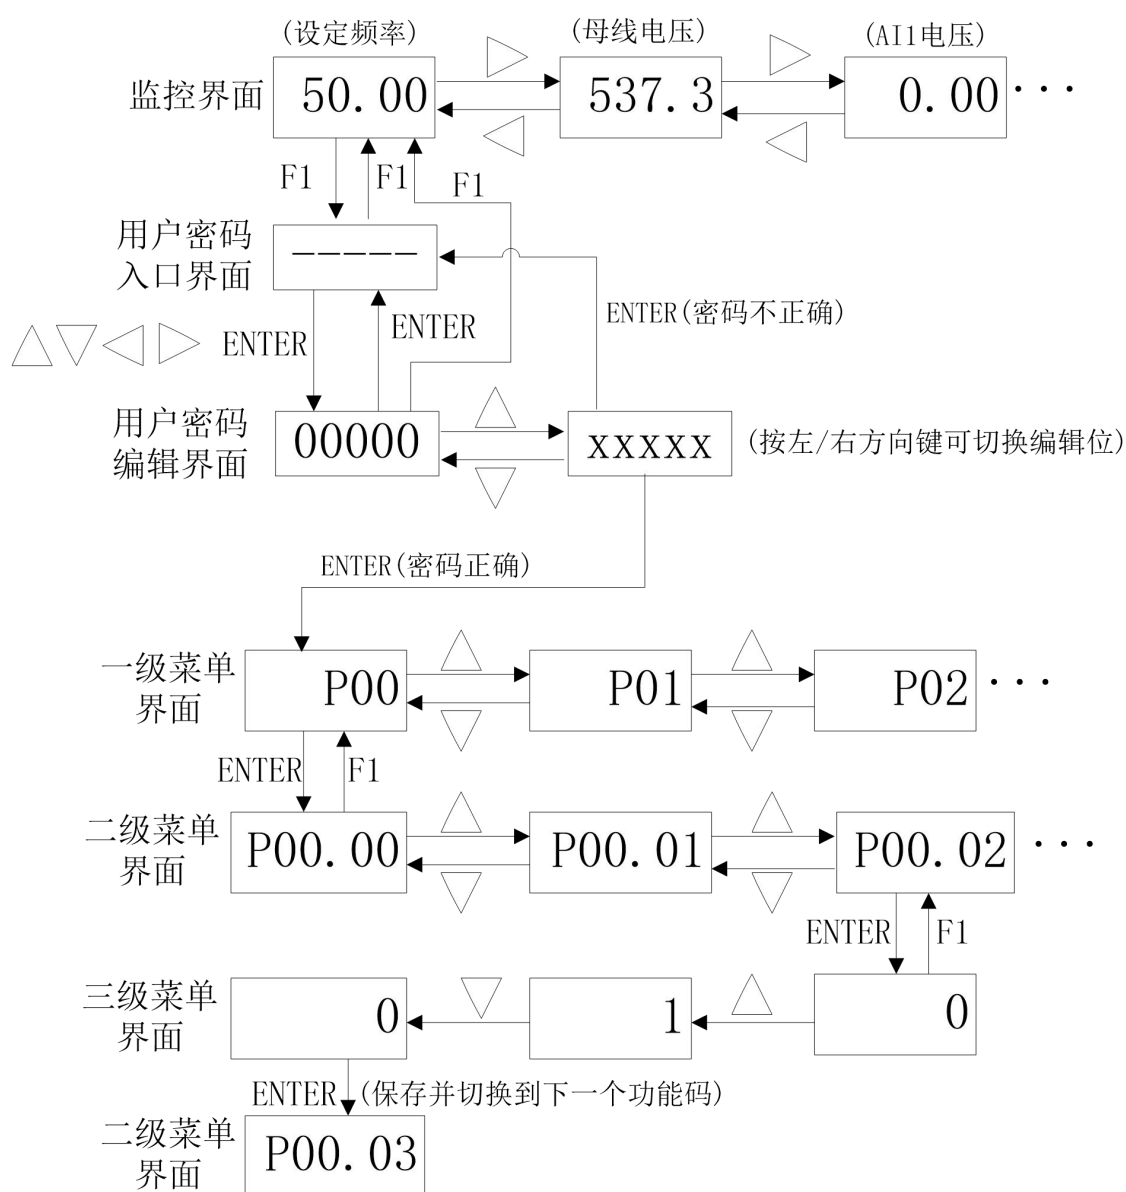 (设定频率)
(母线电压)
(AI1电压)
监控界面
50.00
537.3
0.00
···
F1
F1
F1
用户密码
入口界面
-----
ENTER
ENTER
ENTER(密码不正确)
用户密码
编辑界面
00000
xxxxx
(按左/右方向键可切换编辑位)
ENTER(密码正确)
一级菜单
界面
P00
P01
P02
···
ENTER
F1
二级菜单
界面
P00.00
P00.01
P00.02
···
ENTER
F1
三级菜单
界面
0
1
0
ENTER (保存并切换到下一个功能码)
二级菜单
界面
P00.03